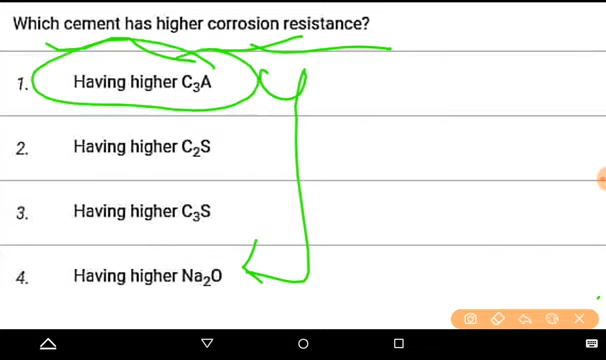 Which cement has higher corrosion resistance?
1. Having higher C₃A
2. Having higher C₂S
3. Having higher C₃S
4. Having higher Na₂O